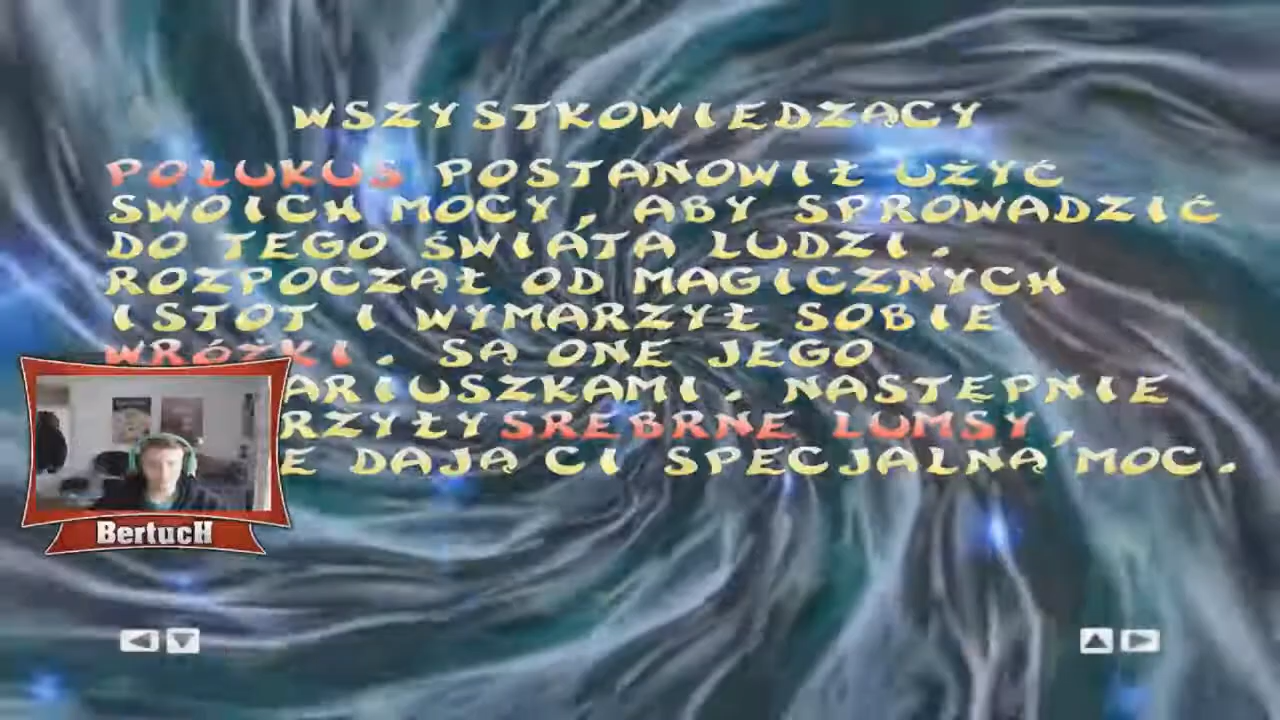 WSZYSTKOWIEDZĄCY
POLUKUS POSTANOWIŁ UŻYĆ
SWOICH MOCY, ABY SPROWADZIĆ
DO TEGO ŚWIATA LUDZI.
ROZPOCZĄŁ OD MAGICZNYCH
ISTOT I WYMARZYŁ SOBIE
WRÓŻKI. SĄ ONE JEGO
ARIUSZKAMI. NASTĘPNIE
RZYŁY SREBRNE LUMSY,
E DAJĄ CI SPECJALNĄ MOC.
BertucH